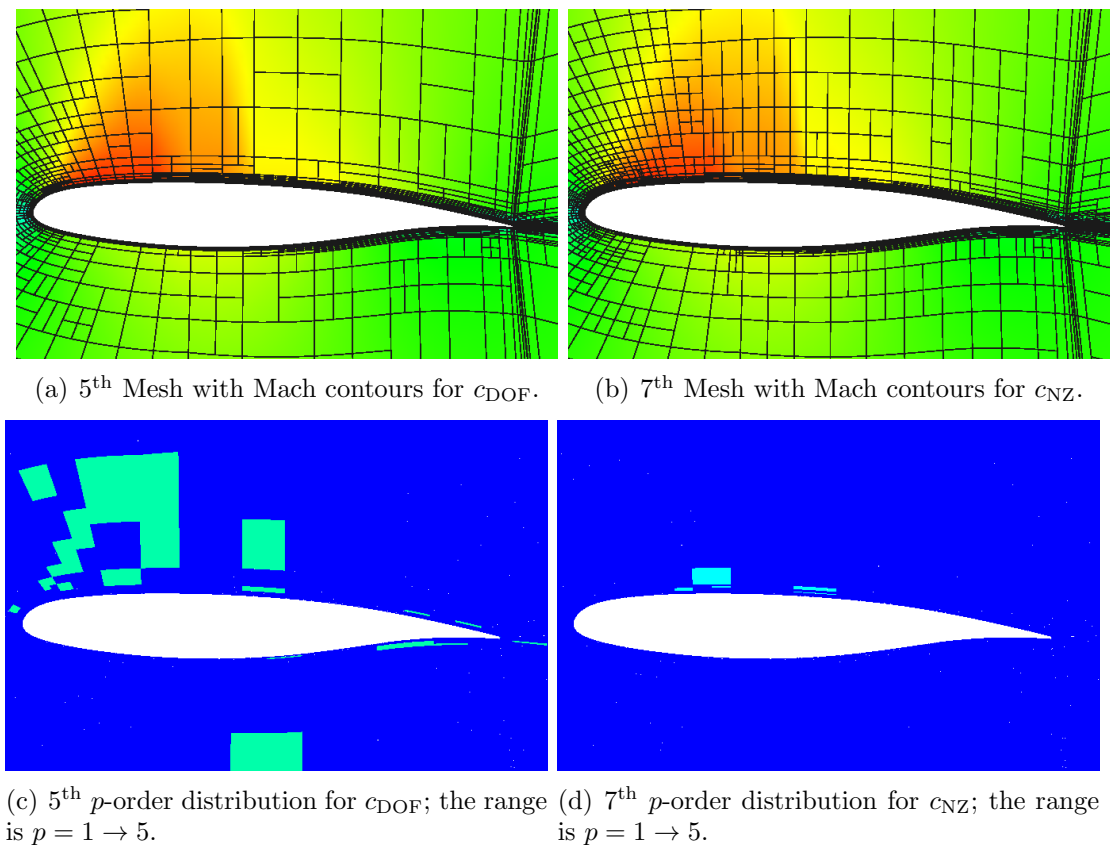 (a) 5th Mesh with Mach contours for cDOF.
(b) 7th Mesh with Mach contours for cNZ.
(c) 5th p-order distribution for cDOF; the range
is p = 1 → 5.
(d) 7th p-order distribution for cNZ; the range
is p = 1 → 5.